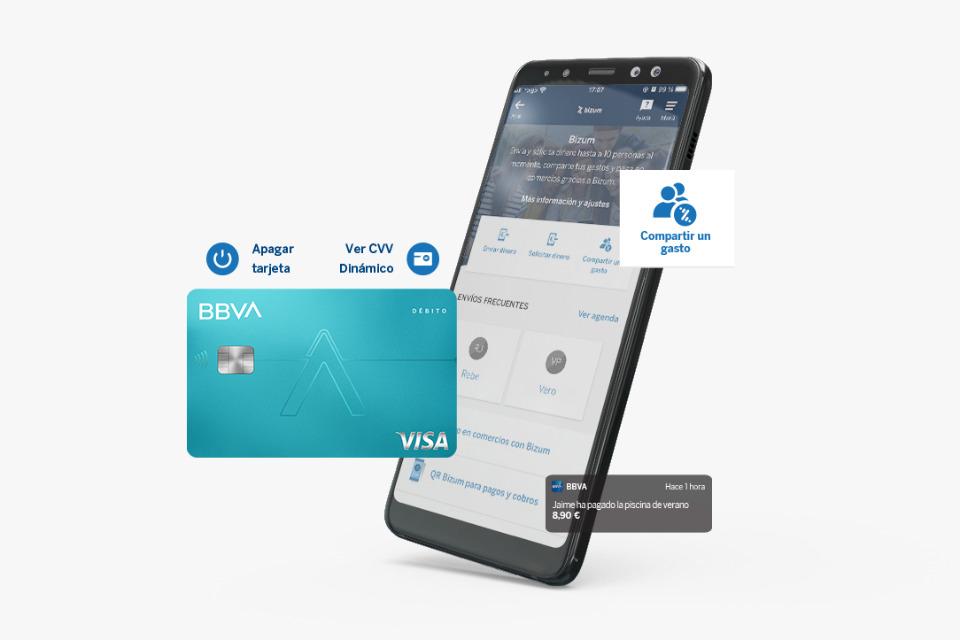 17:07
99 %
bizum
Ayuda
Menú
Bizum
Envía y solicita dinero hasta a 10 personas al
momento, comparte tus gastos y paga en
comercios gracias a Bizum.
Más información y ajustes
Compartir un
gasto
Enviar dinero
Solicitar dinero
Compartir un
gasto
Apagar
tarjeta
Ver CVV
Dinámico
BBVA
DÉBITO
VISA
ENVÍOS FRECUENTES
Ver agenda
VP
Rebe
Vero
en comercios con Bizum
QR Bizum para pagos y cobros
BBVA
Hace 1 hora
Jaime ha pagado la piscina de verano
8,90 €